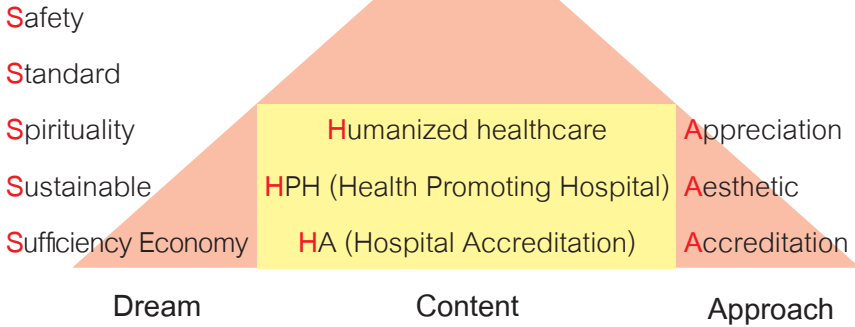 Safety
Standard
Spirituality Humanized healthcare Appreciation
Sustainable HPH (Health Promoting Hospital) Aesthetic
Sufficiency Economy HA (Hospital Accreditation) Accreditation
Dream Content Approach